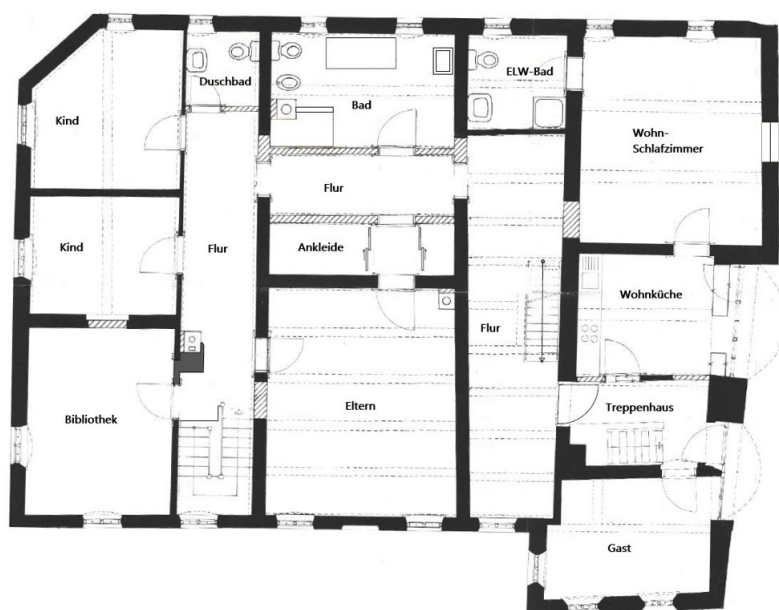 Duschbad
ELW-Bad
Bad
Kind
Wohn-
Schlafzimmer
Flur
Kind
Flur
Ankleide
Wohnküche
Flur
Eltern
Treppenhaus
Bibliothek
Gast